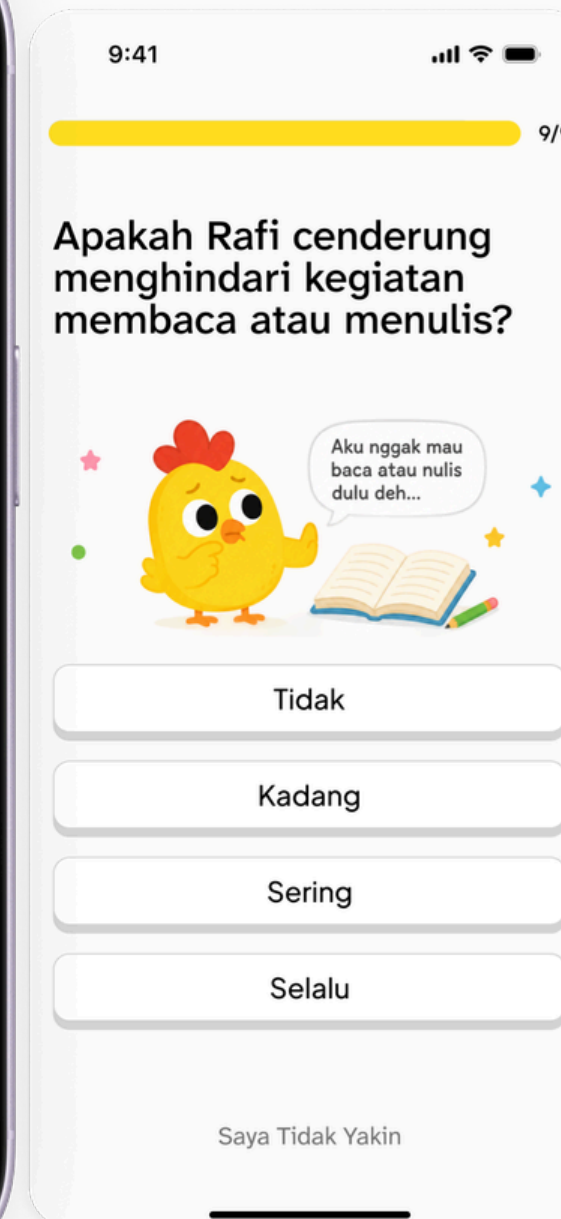 9:41
9/
Apakah Rafi cenderung
menghindari kegiatan
membaca atau menulis?
Aku nggak mau
baca atau nulis
dulu deh...
Tidak
Kadang
Sering
Selalu
Saya Tidak Yakin